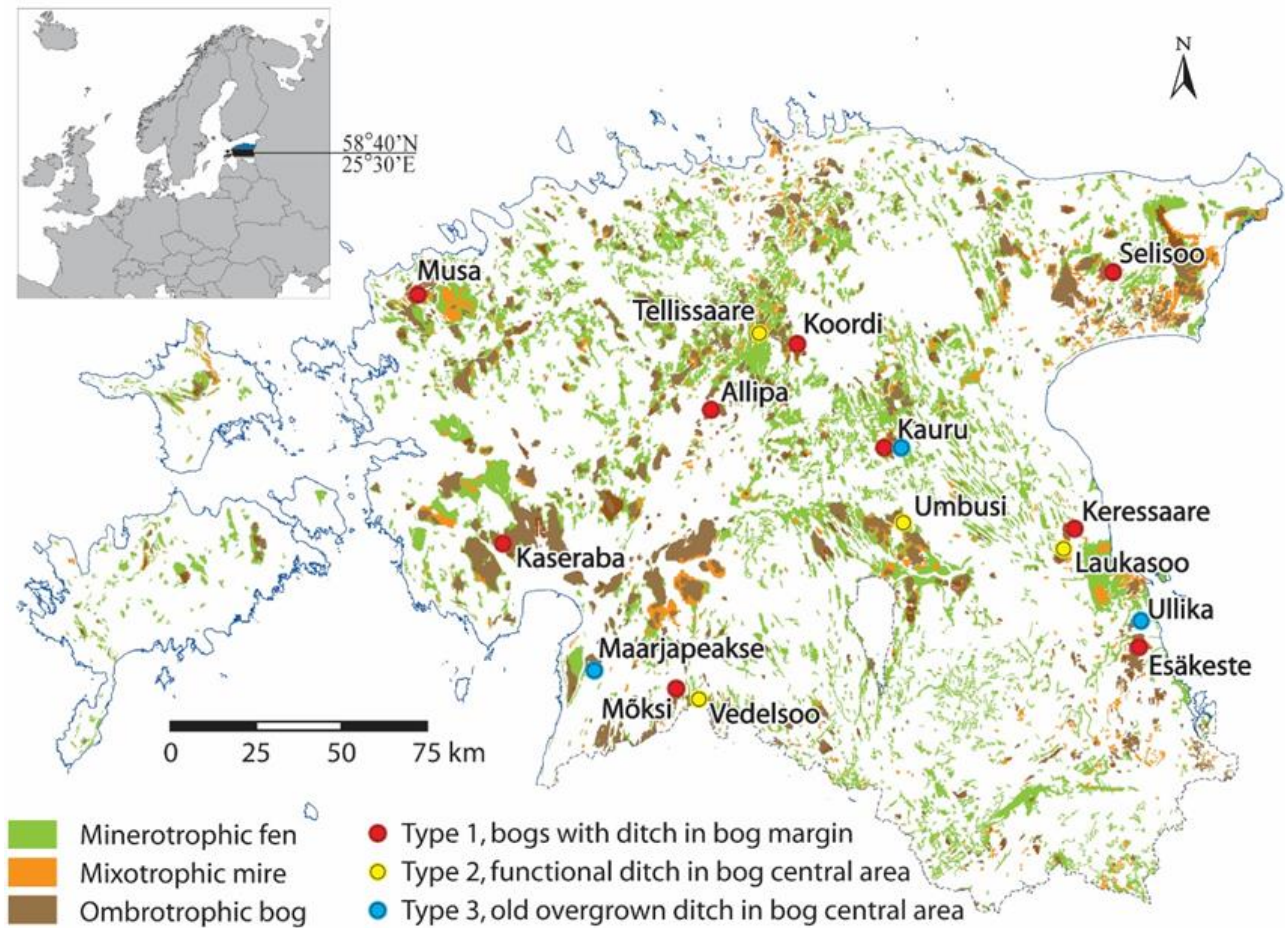 N
58°40'N
25°30'E
Selisoo
Musa
Tellissaare
Koordi
Allipa
Kauru
Umbusi
Keressaare
Kaseraba
Laukasoo
Ullika
Maarjapeakse
Esäkeste
Mõksi
Vedelsoo
0 25 50 75 km
Minerotrophic fen
Mixotrophic mire
Ombrotrophic bog
Type 1, bogs with ditch in bog margin
Type 2, functional ditch in bog central area
Type 3, old overgrown ditch in bog central area